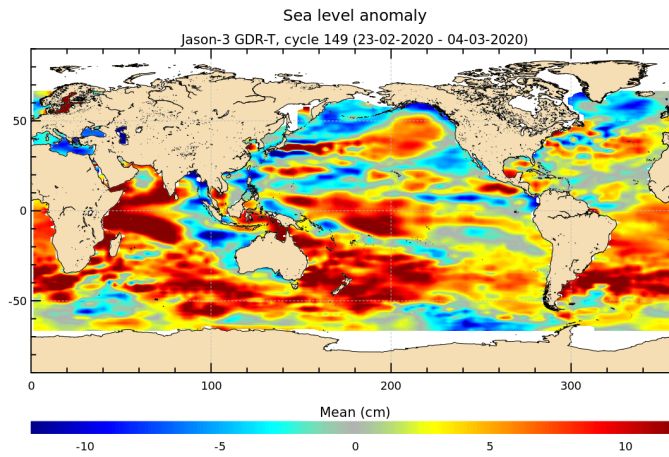 Sea level anomaly
Jason-3 GDR-T, cycle 149 (23-02-2020 - 04-03-2020)
50
0
-50
0 100 200 300
Mean (cm)
-10 -5 0 5 10